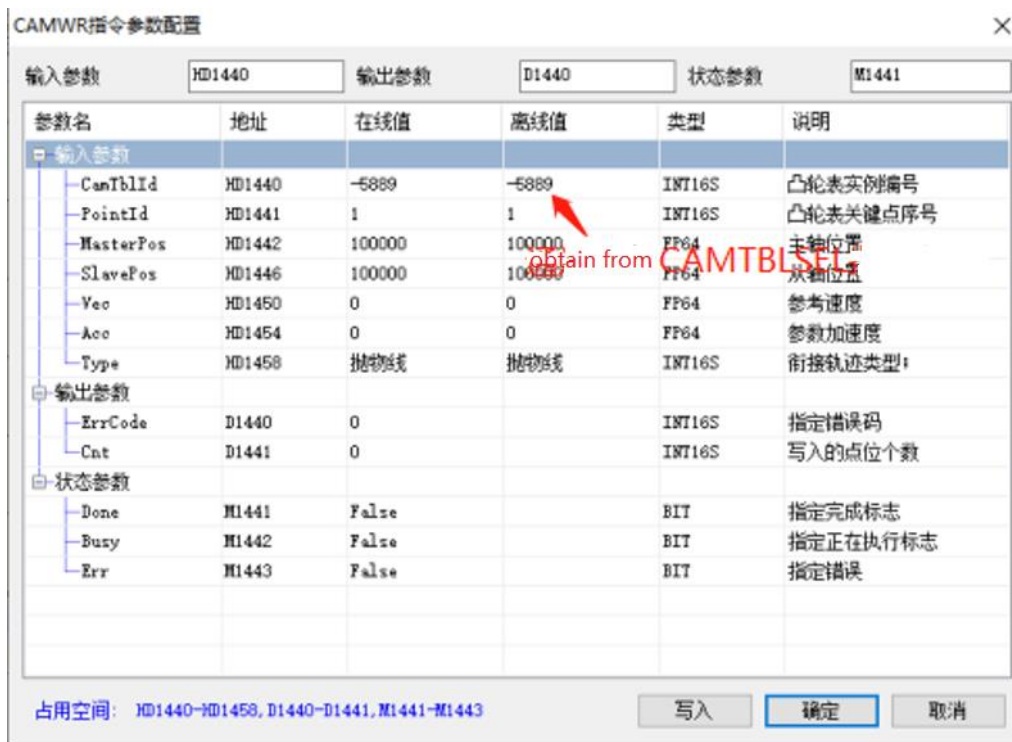 CAMWR指令参数配置
输入参数 HD1440 输出参数 D1440 状态参数 M1441
参数名 地址 在线值 离线值 类型 说明
输入参数
CamTblId HD1440 -5889 -5889 INT16S 凸轮表实例编号
PointId HD1441 1 1 INT16S 凸轮表关键点序号
MasterPos HD1442 100000 100000 FP64 主轴位置
obtain from CAMTBLSEL
SlavePos HD1446 100000 100000 FP64 从轴位置
Vec HD1450 0 0 FP64 参考速度
Acc HD1454 0 0 FP64 参数加速度
Type HD1458 抛物线 抛物线 INT16S 衔接轨迹类型:
输出参数
ErrCode D1440 0 INT16S 指定错误码
Cnt D1441 0 INT16S 写入的点位个数
状态参数
Done M1441 False BIT 指定完成标志
Busy M1442 False BIT 指定正在执行标志
Err M1443 False BIT 指定错误
占用空间: HD1440-HD1458,D1440-D1441,M1441-M1443 写入 确定 取消